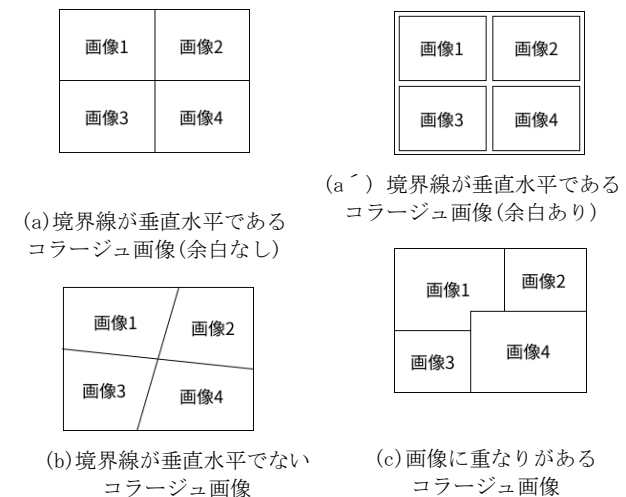 画像1
画像2
画像3
画像4
(a)境界線が垂直水平である
コラージュ画像(余白なし)
画像1
画像2
画像3
画像4
(a´) 境界線が垂直水平である
コラージュ画像(余白あり)
画像1
画像2
画像3
画像4
(b)境界線が垂直水平でない
コラージュ画像
画像1
画像2
画像3
画像4
(c)画像に重なりがある
コラージュ画像